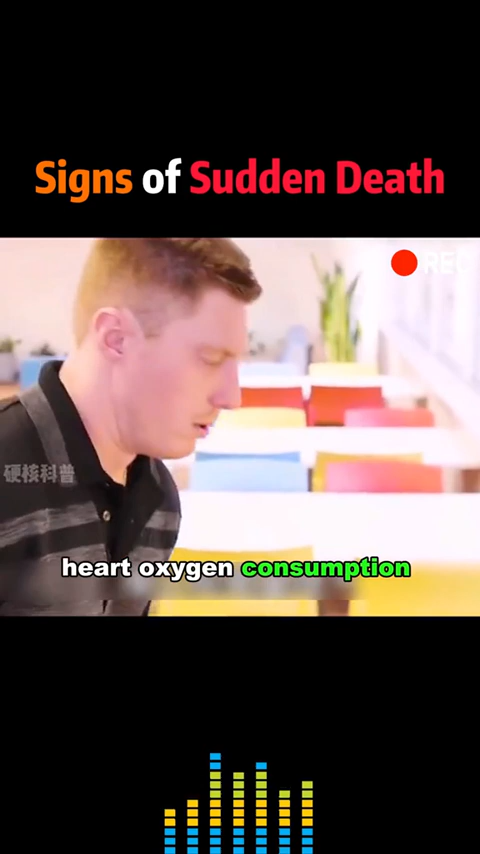 Signs of Sudden Death
REC
硬核科普
heart oxygen consumption